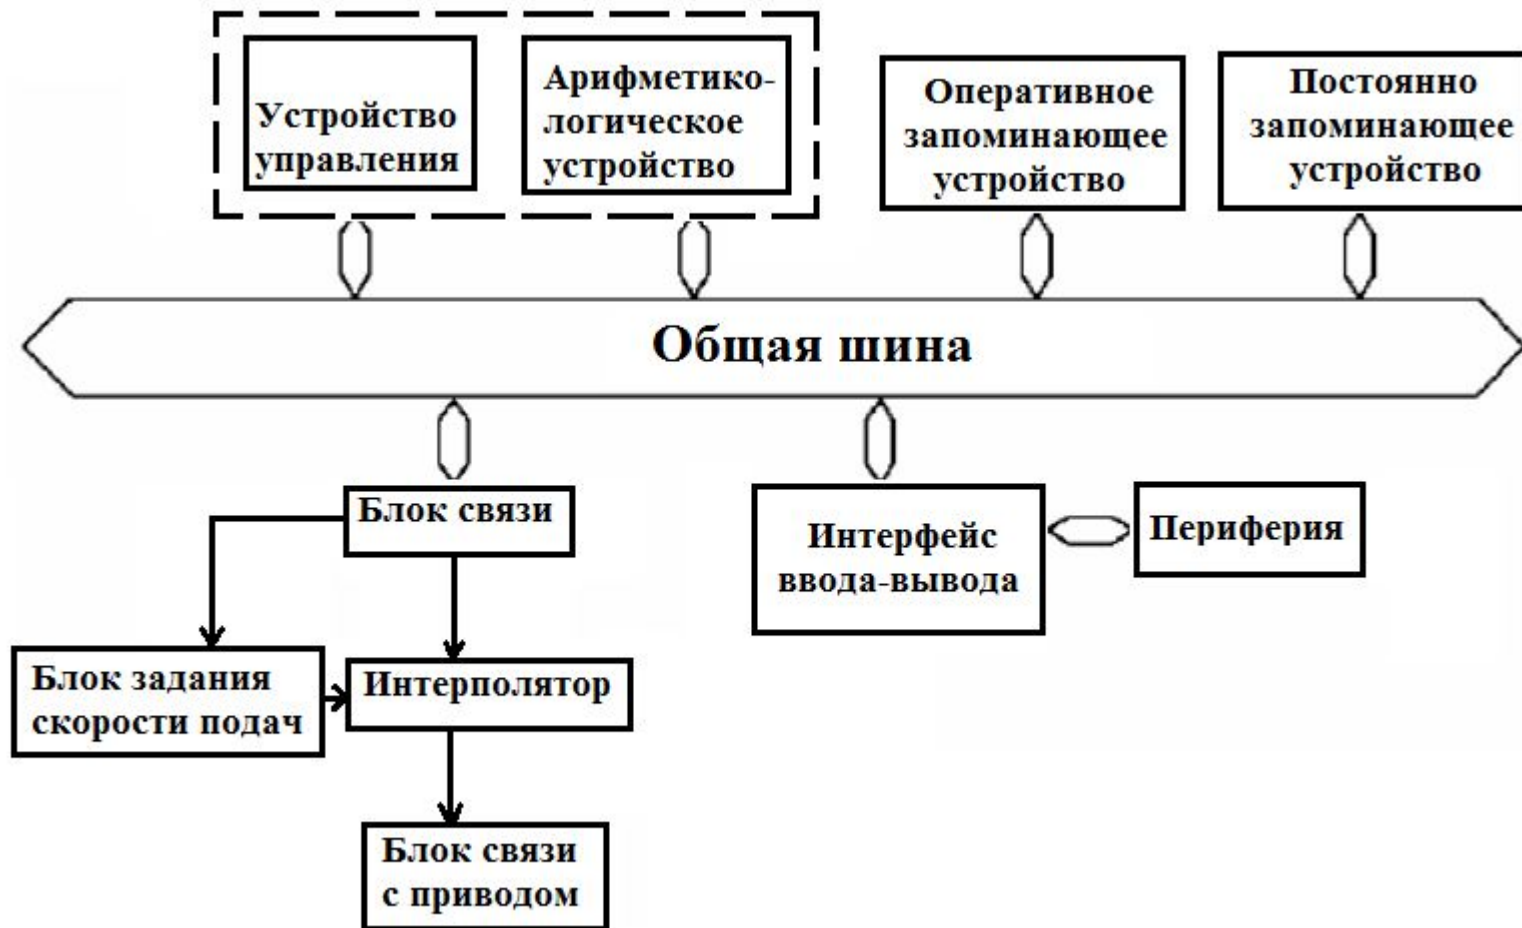 Устройство
управления
Арифметико-
логическое
устройство
Оперативное
запоминающее
устройство
Постоянно
запоминающее
устройство
Общая шина
Блок связи
Интерфейс
ввода-вывода
Периферия
Блок задания
скорости подач
Интерполятор
Блок связи
с приводом